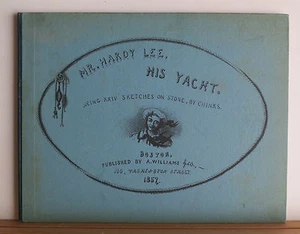 MR. HARDY LEE,
HIS YACHT.
BEING XXIV SKETCHES ON STONE, BY CHINKS.
BOSTON,
PUBLISHED BY A. WILLIAMS & CO.,
100, WASHINGTON STREET
1857